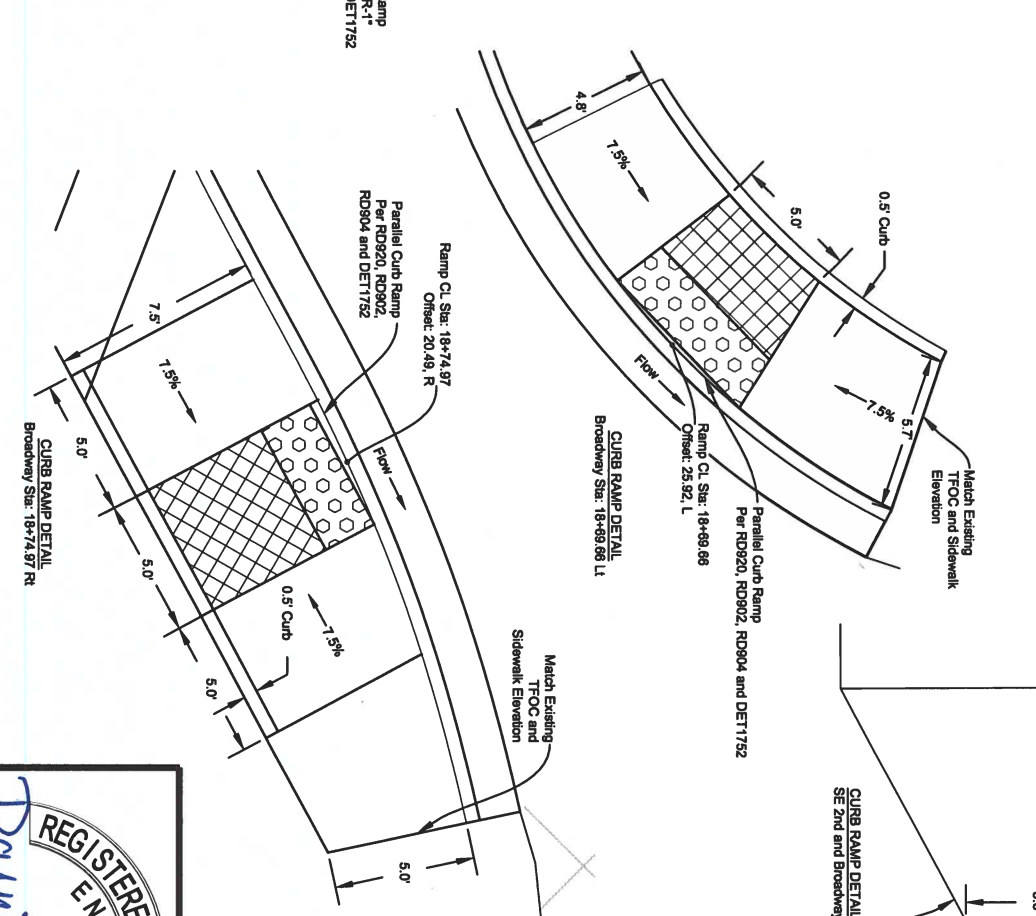 amp
R-1"
DET1752
4.8'
7.5%
5.0'
0.5' Curb
7.5%
5.7'
Match Existing
TFOC and Sidewalk
Elevation
Flow
Ramp CL Sta: 18+69.66
Offset: 25.92, L
Parallel Curb Ramp
Per RD920, RD902, RD904 and DET1752
CURB RAMP DETAIL
Broadway Sta: 18+69.66 Lt
Parallel Curb Ramp
Per RD920, RD902,
RD904 and DET1752
Ramp CL Sta: 18+74.97
Offset: 20.49, R
7.5'
7.5%
Flow
5.0'
5.0'
5.0'
0.5' Curb
7.5%
Match Existing
TFOC and
Sidewalk Elevation
5.0'
CURB RAMP DETAIL
Broadway Sta: 18+74.97 Rt
CURB RAMP DETAIL
SE 2nd and Broadway
REGISTERE
EN